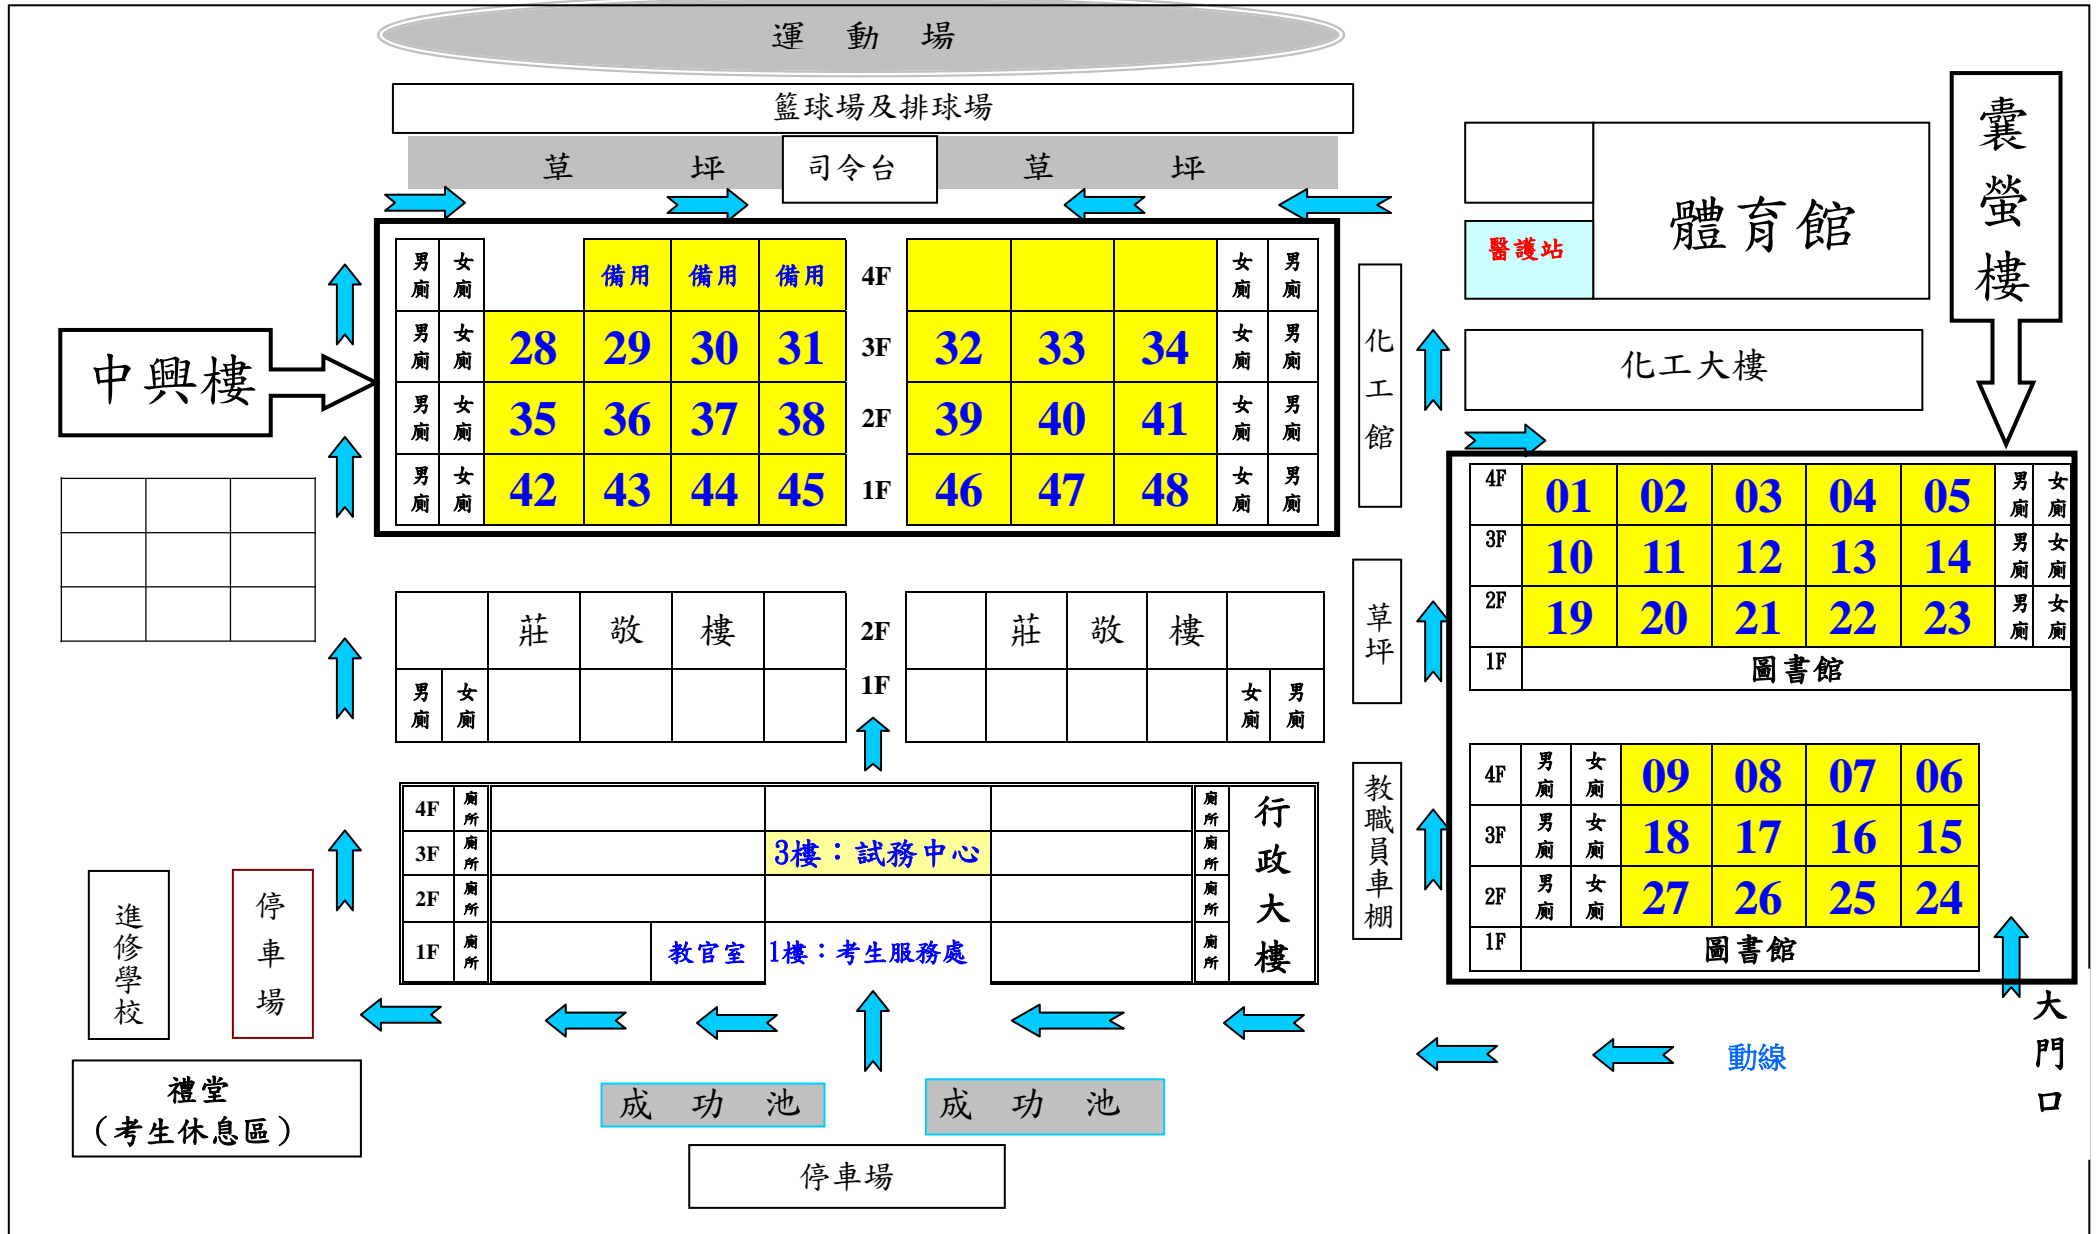 運 動 場
籃球場及排球場
草 坪 司令台 草 坪
體育館
醫護站
囊螢樓
中興樓
男廁 女廁 備用 備用 備用 4F 女廁 男廁
男廁 女廁 28 29 30 31 3F 32 33 34 女廁 男廁
男廁 女廁 35 36 37 38 2F 39 40 41 女廁 男廁
男廁 女廁 42 43 44 45 1F 46 47 48 女廁 男廁
化工館
化工大樓
4F 01 02 03 04 05 男廁 女廁
3F 10 11 12 13 14 男廁 女廁
2F 19 20 21 22 23 男廁 女廁
1F 圖書館
莊 敬 樓 2F 莊 敬 樓
男廁 女廁 1F 女廁 男廁
草坪
4F 男廁 女廁 09 08 07 06
3F 男廁 女廁 18 17 16 15
2F 男廁 女廁 27 26 25 24
1F 圖書館
教職員車棚
4F 廁所 廁所
3F 廁所 3樓：試務中心 廁所
2F 廁所 廁所
1F 廁所 教官室 1樓：考生服務處 廁所
行政大樓
進修學校
停車場
大門口
動線
禮堂
（考生休息區）
成 功 池
成 功 池
停車場